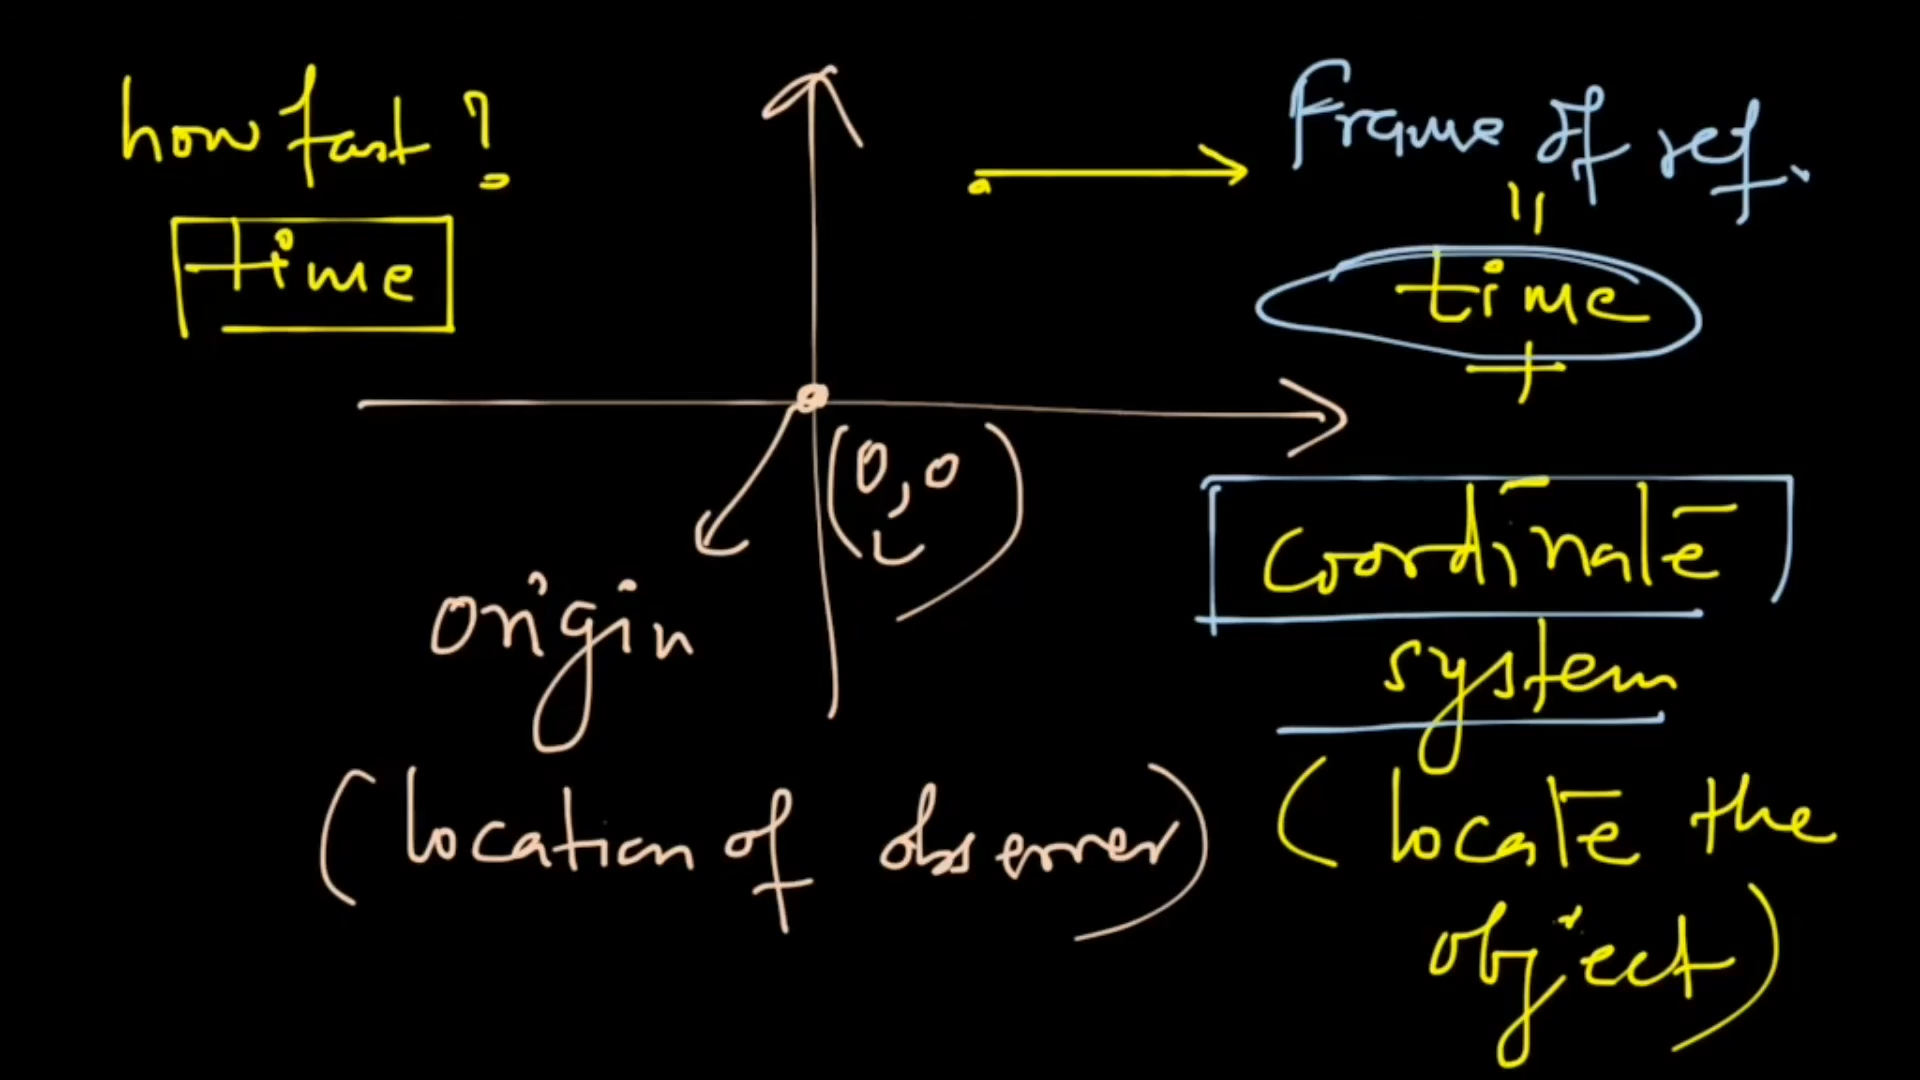 how fast?
time
Frame of ref.
"
time
+
(0,0)
coordinate
system
origin
(location of observer)
(locate the
object)